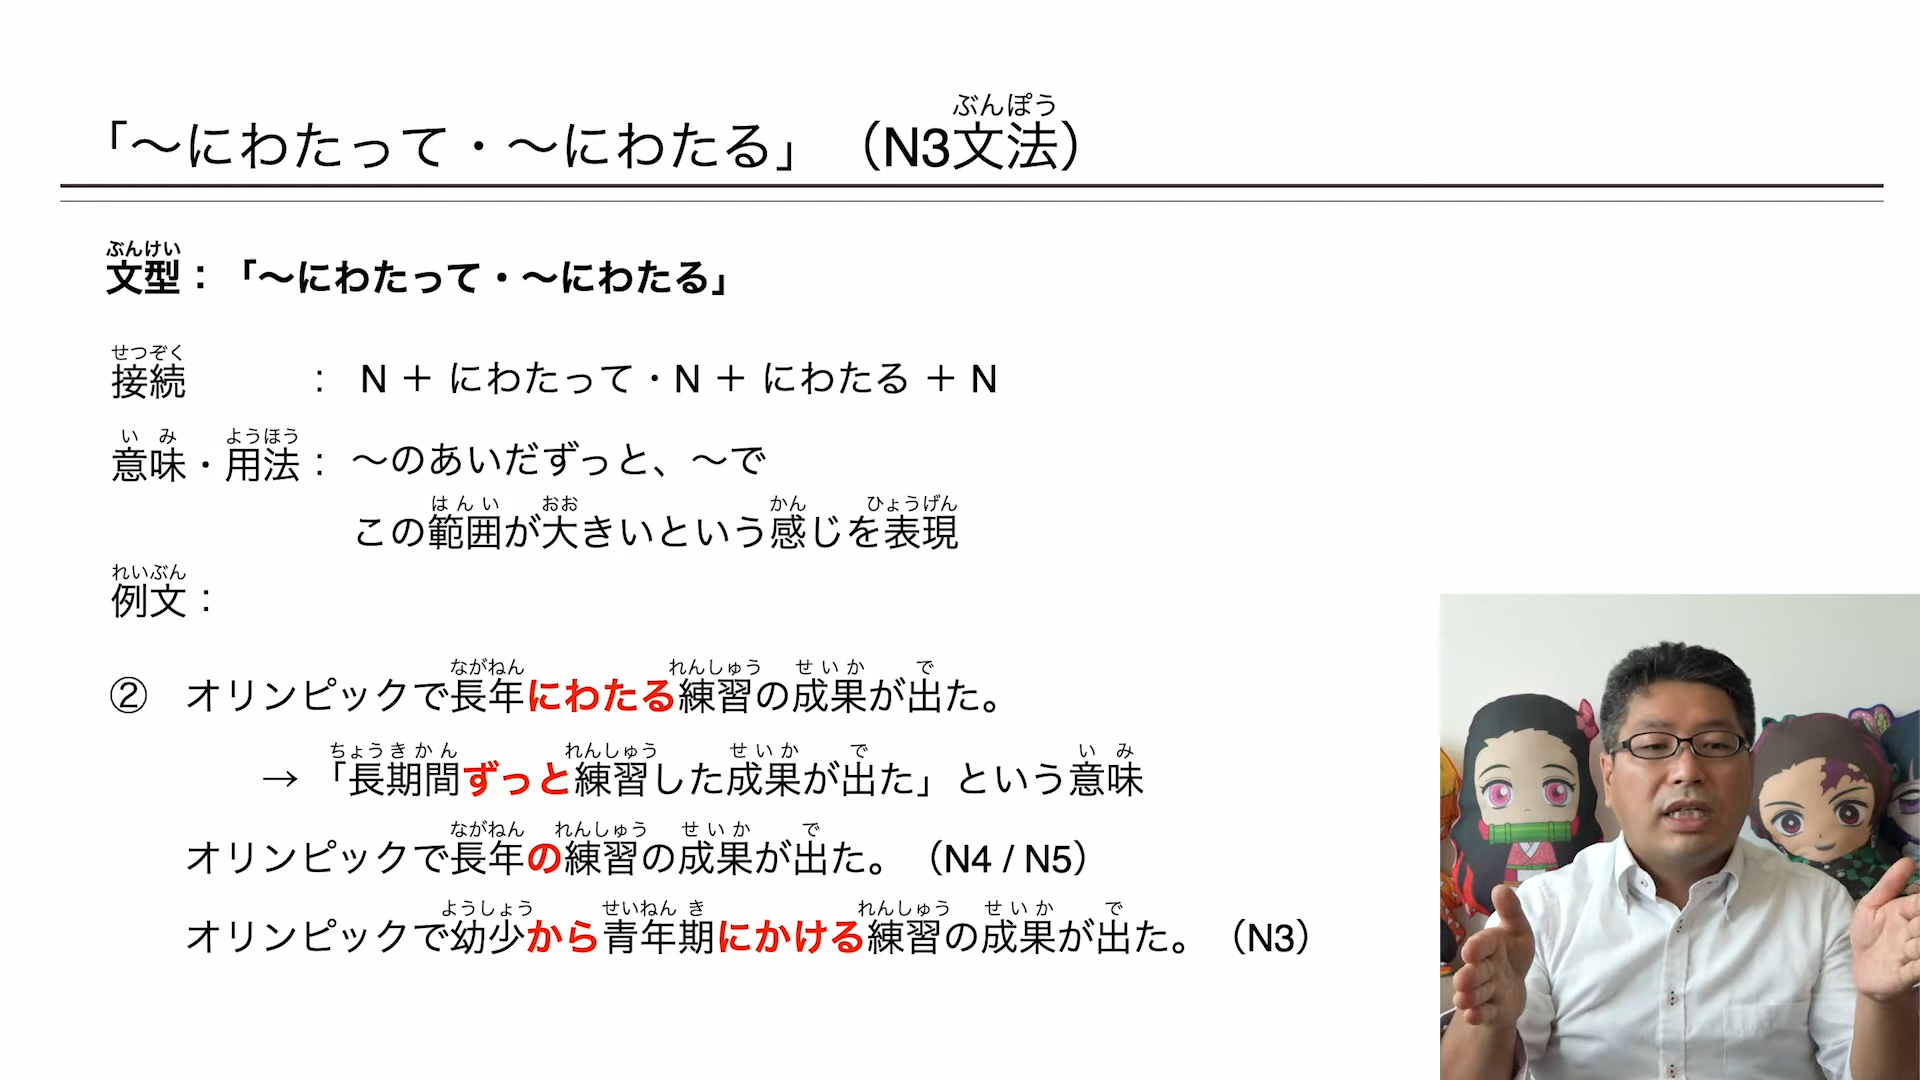 ぶんぽう
「〜にわたって・〜にわたる」（N3文法）
ぶんけい
文型：「〜にわたって・〜にわたる」
せつぞく
接続 ： N ＋ にわたって・N ＋ にわたる ＋ N
いみ ようほう
意味・用法： 〜のあいだずっと、〜で
はんい おお かん ひょうげん
この範囲が大きいという感じを表現
れいぶん
例文：
ながねん れんしゅう せいか で
② オリンピックで長年にわたる練習の成果が出た。
ちょうきかん れんしゅう せいか で いみ
→ 「長期間ずっと練習した成果が出た」という意味
ながねん れんしゅう せいか で
オリンピックで長年の練習の成果が出た。（N4 / N5）
ようしょう せいねんき れんしゅう せいか で
オリンピックで幼少から青年期にかける練習の成果が出た。（N3）